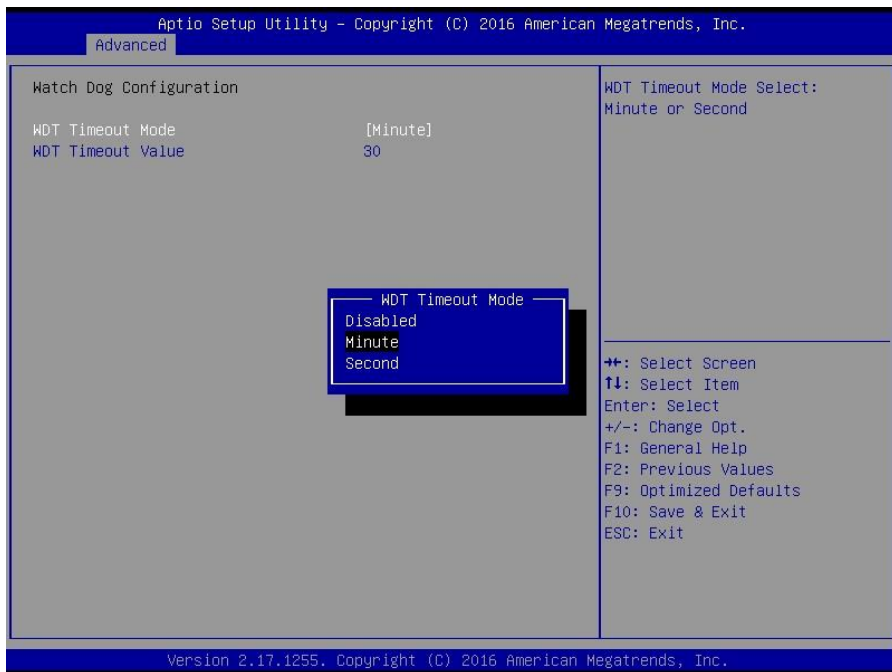 Aptio Setup Utility – Copyright (C) 2016 American Megatrends, Inc.
Advanced
Watch Dog Configuration
WDT Timeout Mode [Minute]
WDT Timeout Value 30
WDT Timeout Mode
Disabled
Minute
Second
WDT Timeout Mode Select:
Minute or Second
→←: Select Screen
↑↓: Select Item
Enter: Select
+/-: Change Opt.
F1: General Help
F2: Previous Values
F9: Optimized Defaults
F10: Save & Exit
ESC: Exit
Version 2.17.1255. Copyright (C) 2016 American Megatrends, Inc.